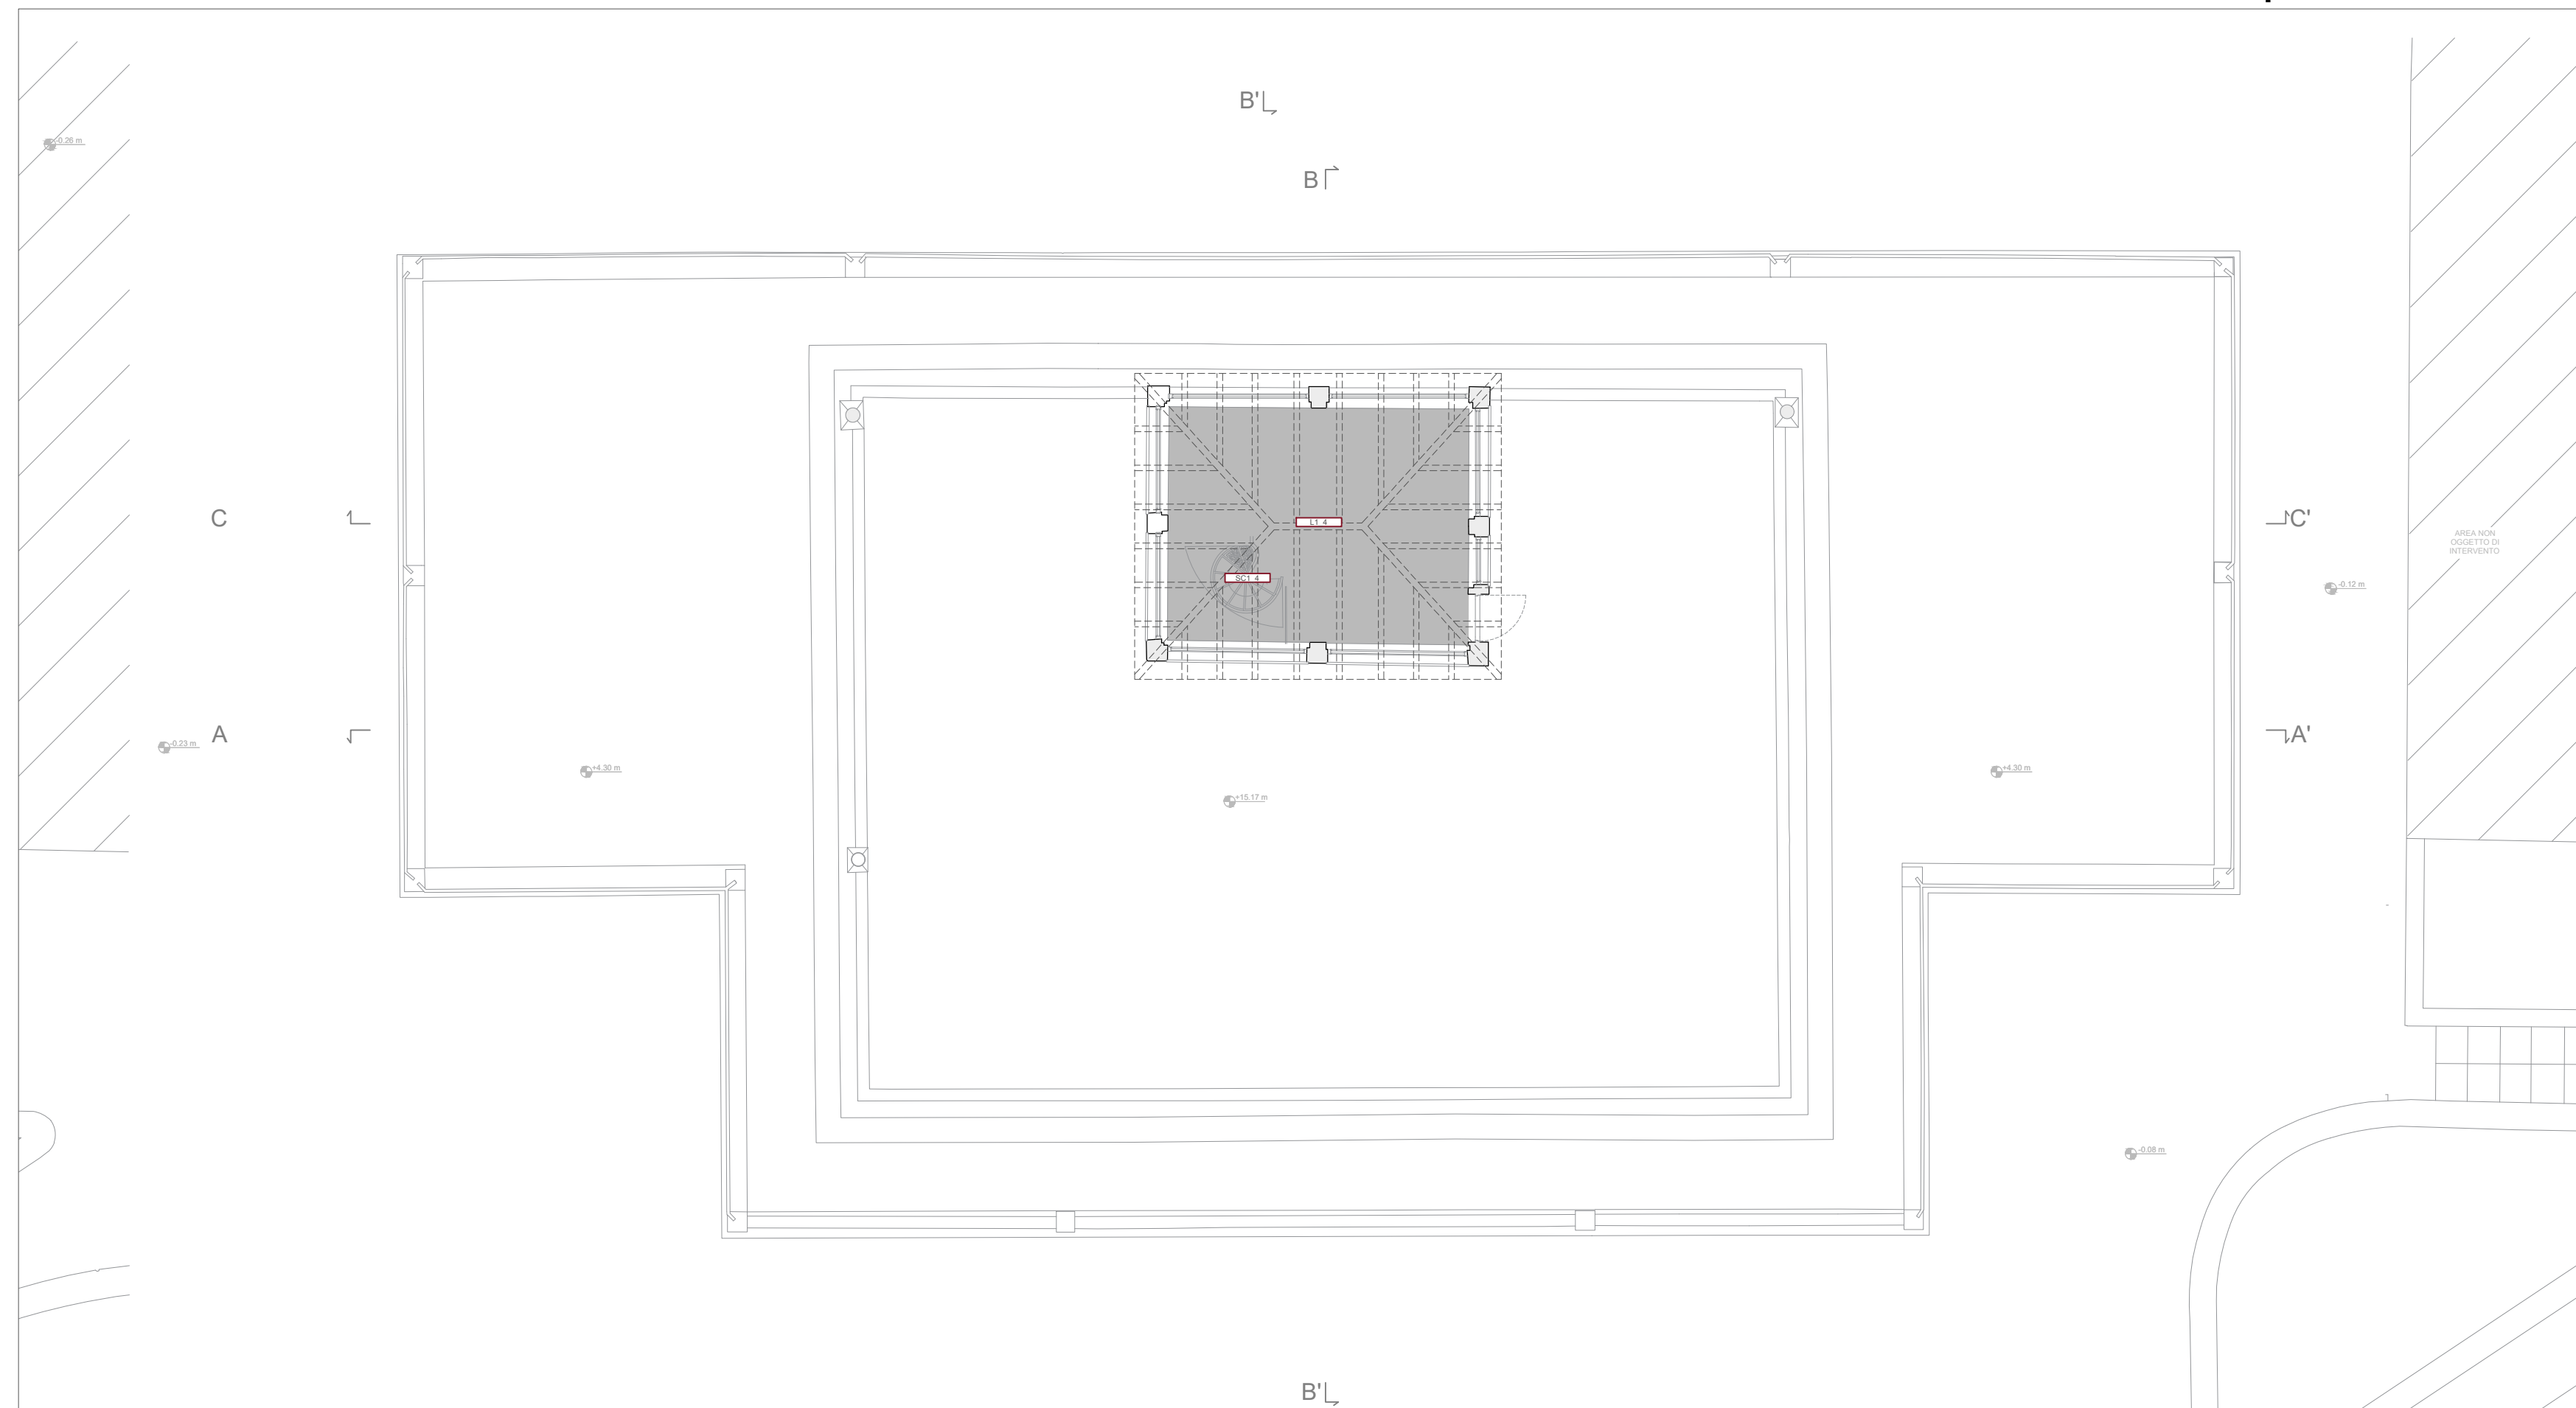 B'
-0.26 m
B
C
L1_4
C'
AREA NON
OGGETTO DI
INTERVENTO
SC1_4
-0.12 m
A
A'
-0.23 m
+4.30 m
+4.30 m
+15.17 m
-0.08 m
B'